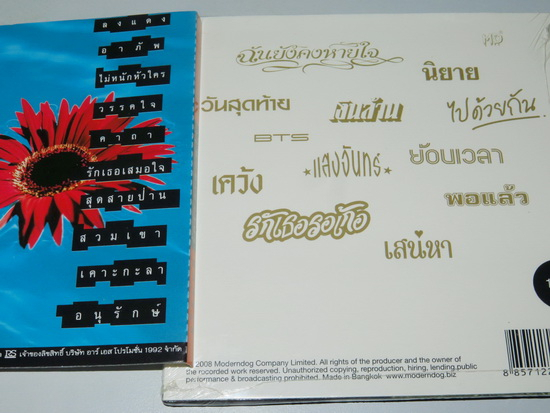 ลงแดง
อาภัพ
ไม่หนักหัวใคร
วรรคใจ
คาถา
รักเธอเสมอใจ
สุดสายป่าน
สวมเขา
เคาะกะลา
อนุรักษ์
RS เจ้าของลิขสิทธิ์ บริษัท อาร์ เอส โปรโมชั่น 1992 จำกัด
ฉันยังคงหายใจ
นิยาย
วันสุดท้าย
ไปด้วยกัน
BTS
แสงจันทร์
ย้อนเวลา
เคว้ง
พอแล้ว
รักเธอรอเก้อ
เสน่หา
2008 Moderndog Company Limited. All rights of the producer and the owner of
the recorded work reserved. Unauthorized copying, reproduction, hiring, lending, public
performance & broadcasting prohibited. Made in Bangkok www.moderndog.biz
8 857122